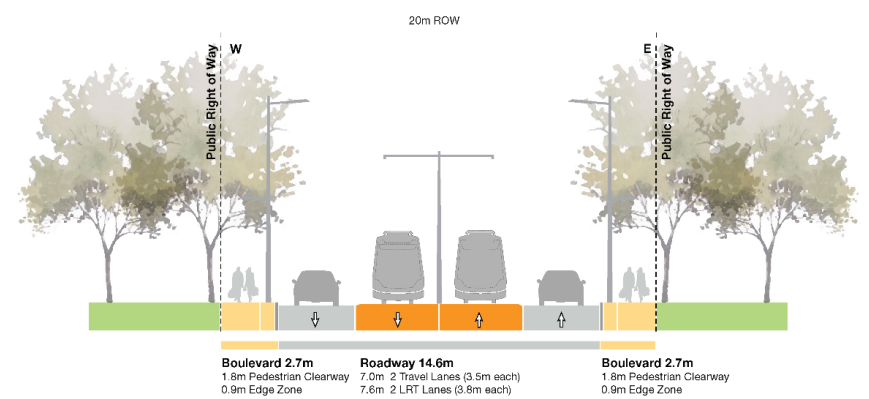 20m ROW
Public Right of Way
W
E
Public Right of Way
Boulevard 2.7m
1.8m Pedestrian Clearway
0.9m Edge Zone
Roadway 14.6m
7.0m 2 Travel Lanes (3.5m each)
7.6m 2 LRT Lanes (3.8m each)
Boulevard 2.7m
1.8m Pedestrian Clearway
0.9m Edge Zone